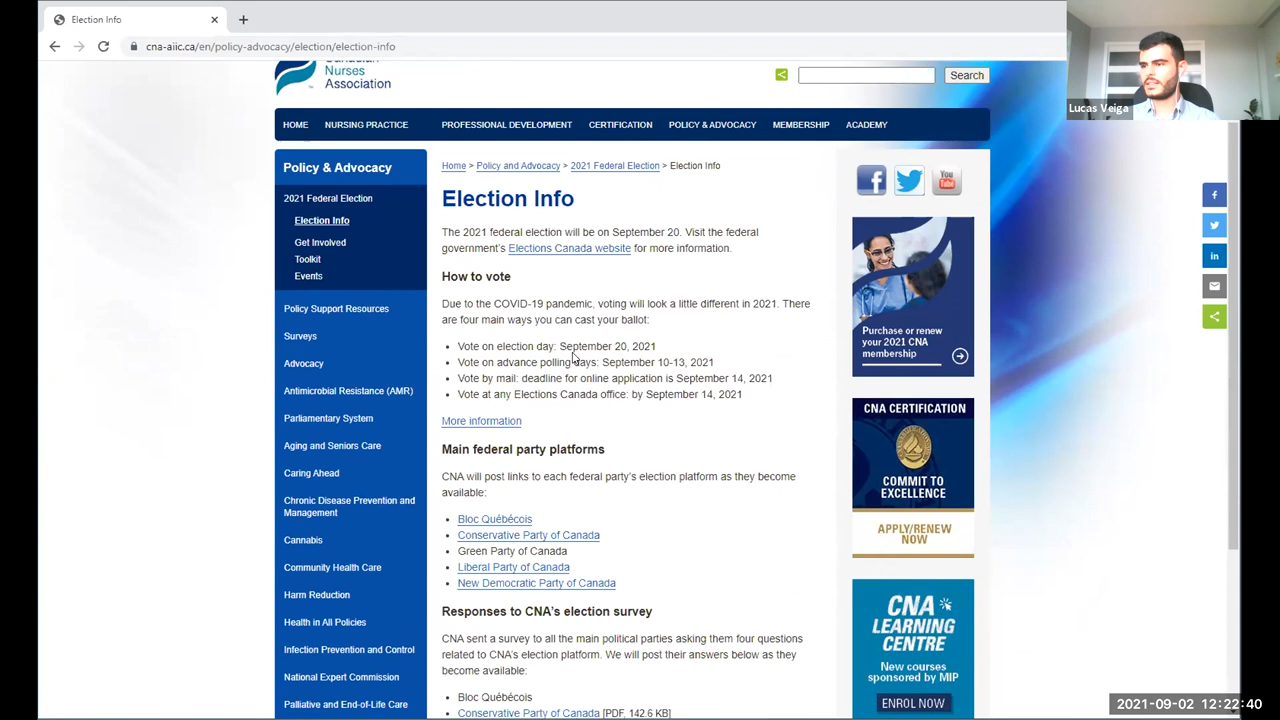 Election Info
cna-aiic.ca/en/policy-advocacy/election/election-info
Lucas Veiga
Canadian
Nurses
Association
Search
HOME NURSING PRACTICE PROFESSIONAL DEVELOPMENT CERTIFICATION POLICY & ADVOCACY MEMBERSHIP ACADEMY
Policy & Advocacy
2021 Federal Election
Election Info
Get Involved
Toolkit
Events
Policy Support Resources
Surveys
Advocacy
Antimicrobial Resistance (AMR)
Parliamentary System
Aging and Seniors Care
Caring Ahead
Chronic Disease Prevention and
Management
Cannabis
Community Health Care
Harm Reduction
Health in All Policies
Infection Prevention and Control
National Expert Commission
Palliative and End-of-Life Care
Home > Policy and Advocacy > 2021 Federal Election > Election Info
Election Info
The 2021 federal election will be on September 20. Visit the federal
government's Elections Canada website for more information.
How to vote
Due to the COVID-19 pandemic, voting will look a little different in 2021. There
are four main ways you can cast your ballot:
• Vote on election day: September 20, 2021
• Vote on advance polling days: September 10-13, 2021
• Vote by mail: deadline for online application is September 14, 2021
• Vote at any Elections Canada office: by September 14, 2021
More information
Main federal party platforms
CNA will post links to each federal party's election platform as they become
available:
• Bloc Québécois
• Conservative Party of Canada
• Green Party of Canada
• Liberal Party of Canada
• New Democratic Party of Canada
Responses to CNA's election survey
CNA sent a survey to all the main political parties asking them four questions
related to CNA's election platform. We will post their answers below as they
become available:
• Bloc Québécois
• Conservative Party of Canada [PDF, 142.6 KB]
You
Tube
Purchase or renew
your 2021 CNA
membership
CNA CERTIFICATION
COMMIT TO
EXCELLENCE
APPLY/RENEW
NOW
CNA
LEARNING
CENTRE
New courses
sponsored by MIP
ENROL NOW
2021-09-02 12:22:40